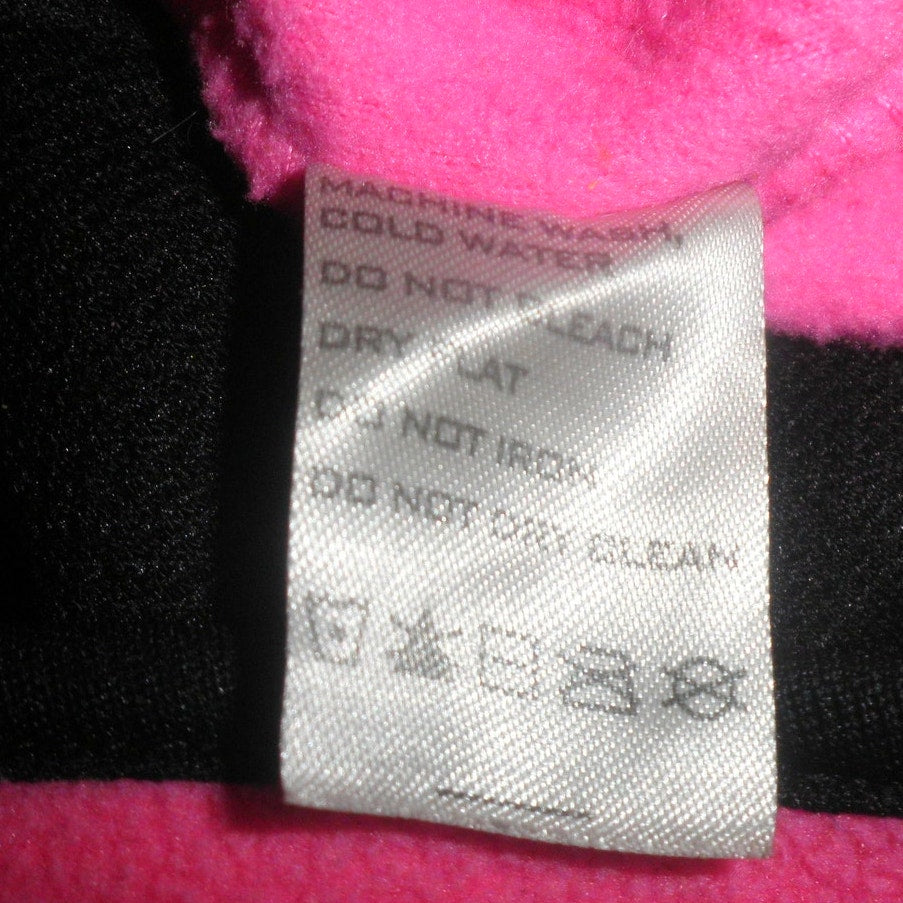 MACHINE WASH,
COLD WATER
DO NOT BLEACH
DRY FLAT
DO NOT IRON
DO NOT DRY CLEAN